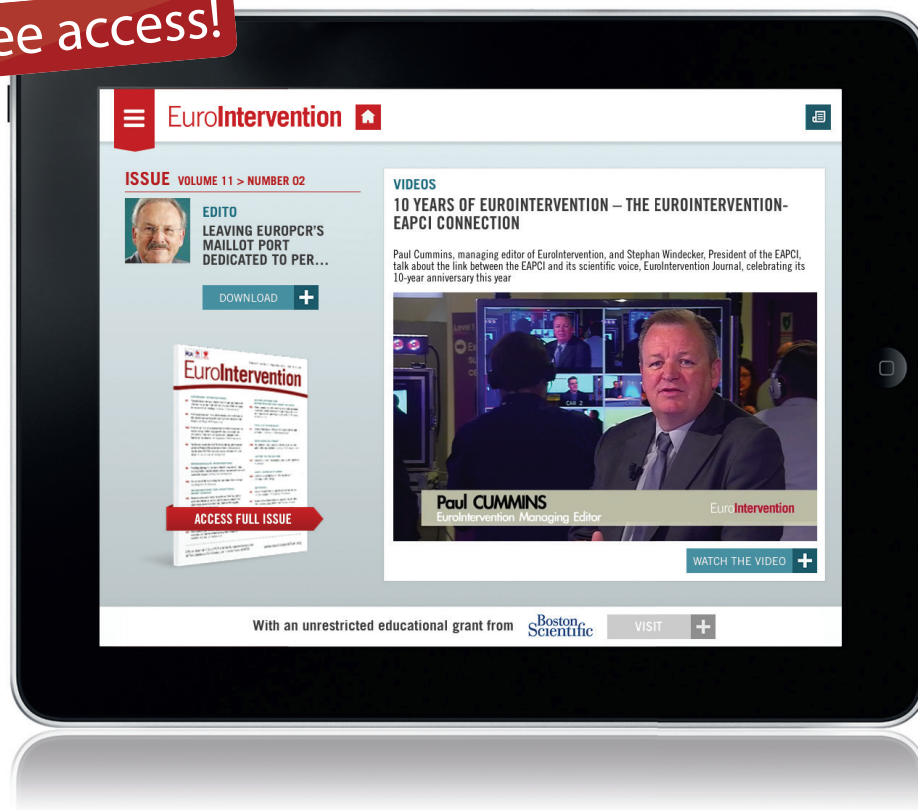 ee access!
EuroIntervention
ISSUE VOLUME 11 > NUMBER 02
EDITO
LEAVING EUROPCR'S
MAILLOT PORT
DEDICATED TO PER...
DOWNLOAD
EuroIntervention
ACCESS FULL ISSUE
VIDEOS
10 YEARS OF EUROINTERVENTION – THE EUROINTERVENTION-
EAPCI CONNECTION
Paul Cummins, managing editor of EuroIntervention, and Stephan Windecker, President of the EAPCI,
talk about the link between the EAPCI and its scientific voice, EuroIntervention Journal, celebrating its
10-year anniversary this year
CAM 2
Paul CUMMINS
EuroIntervention Managing Editor
EuroIntervention
WATCH THE VIDEO
With an unrestricted educational grant from
Boston
Scientific
VISIT